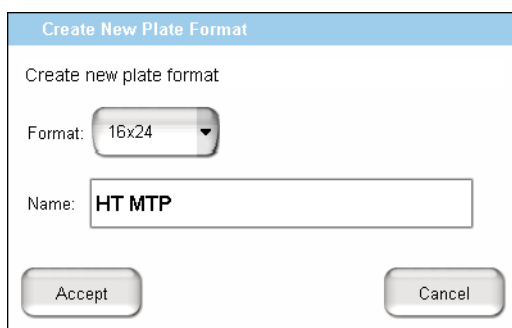 Create New Plate Format
Create new plate format
Format: 16x24
Name: HT MTP
Accept Cancel